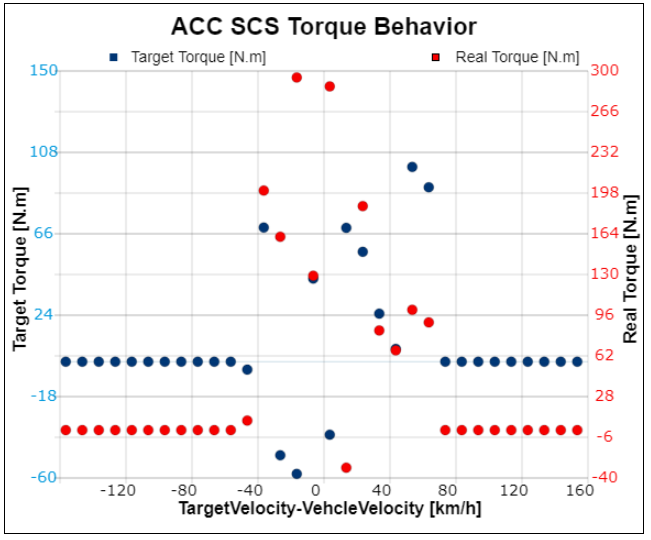 ACC SCS Torque Behavior
Target Torque [N.m] Real Torque [N.m]
150 300
266
108 232
198
66 164
130
24 96
62
-18 28
-6
-60 -40
Target Torque [N.m]
Real Torque [N.m]
-120 -80 -40 0 40 80 120 160
TargetVelocity-VehcleVelocity [km/h]